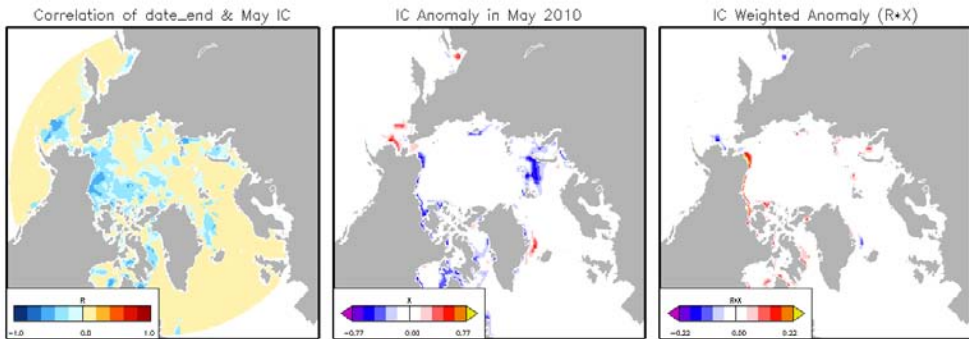 Correlation of date_end & May IC
IC Anomaly in May 2010
IC Weighted Anomaly (R*X)
R
-1.0 0.0 1.0
X
-0.77 0.00 0.77
R*X
-0.22 0.00 0.22